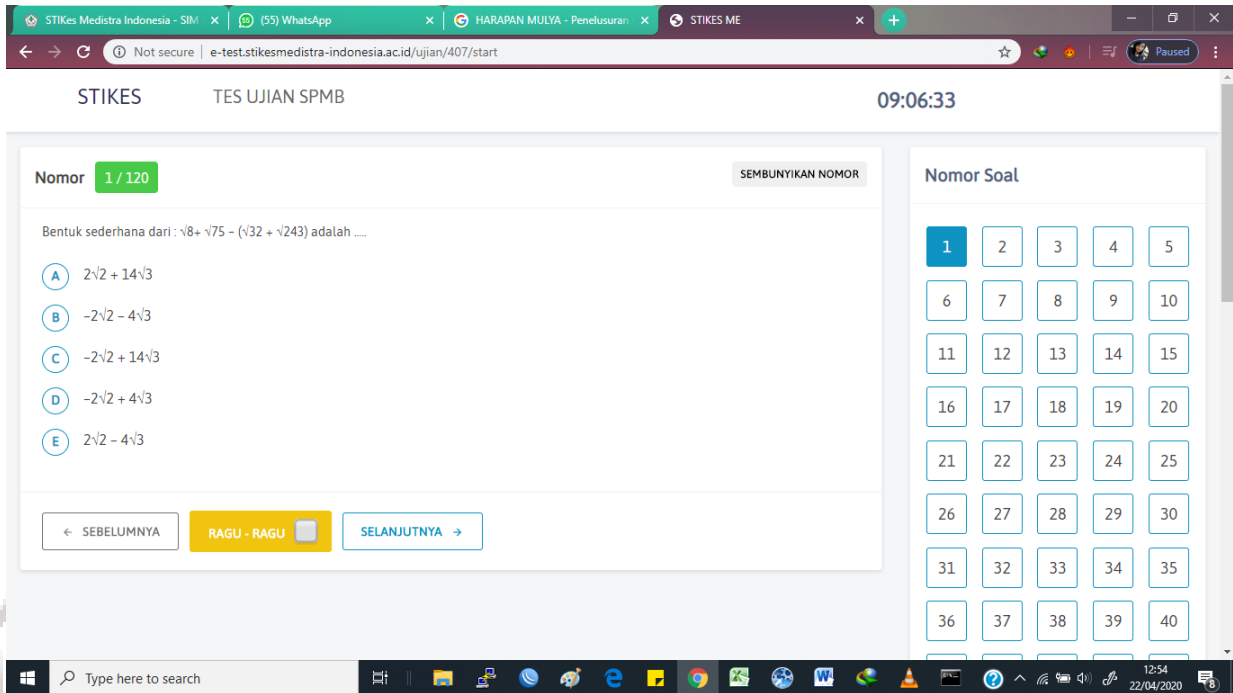 STIKes Medistra Indonesia - SIM
(55) WhatsApp
HARAPAN MULYA - Penelusuran
STIKES ME
Not secure | e-test.stikesmedistra-indonesia.ac.id/ujian/407/start
Paused
STIKES
TES UJIAN SPMB
09:06:33
Nomor 1 / 120
SEMBUNYIKAN NOMOR
Bentuk sederhana dari : √8+ √75 – (√32 + √243) adalah .....
A 2√2 + 14√3
B –2√2 – 4√3
C –2√2 + 14√3
D –2√2 + 4√3
E 2√2 – 4√3
← SEBELUMNYA
RAGU - RAGU
SELANJUTNYA →
Nomor Soal
1 2 3 4 5
6 7 8 9 10
11 12 13 14 15
16 17 18 19 20
21 22 23 24 25
26 27 28 29 30
31 32 33 34 35
36 37 38 39 40
Type here to search
12:54
22/04/2020